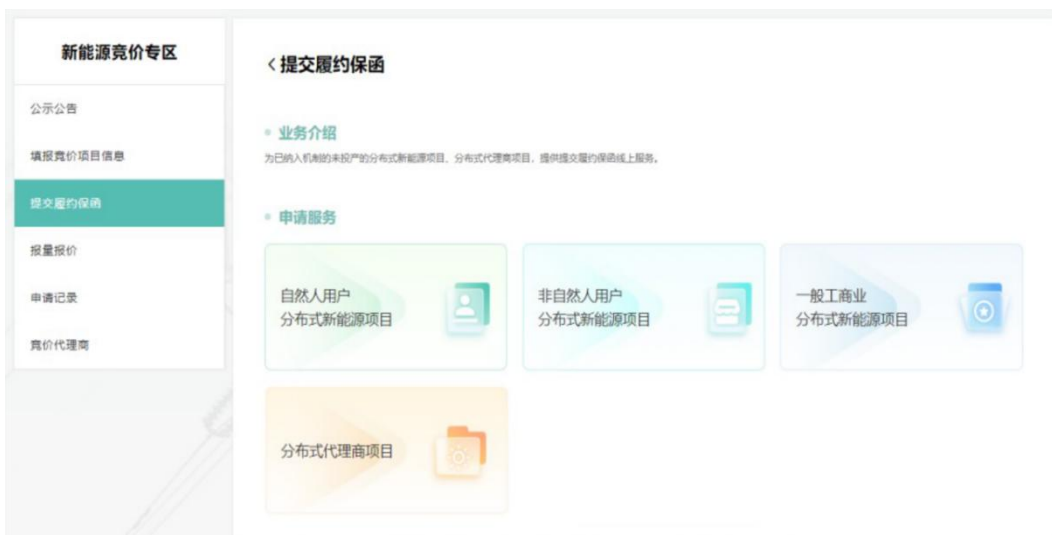 新能源竞价专区
公示公告
填报竞价项目信息
提交履约保函
报量报价
申请记录
竞价代理商
<提交履约保函
业务介绍
为已纳入机制的未投产的分布式新能源项目、分布式代理商项目，提供提交履约保函线上服务。
申请服务
自然人用户
分布式新能源项目
非自然人用户
分布式新能源项目
一般工商业
分布式新能源项目
分布式代理商项目